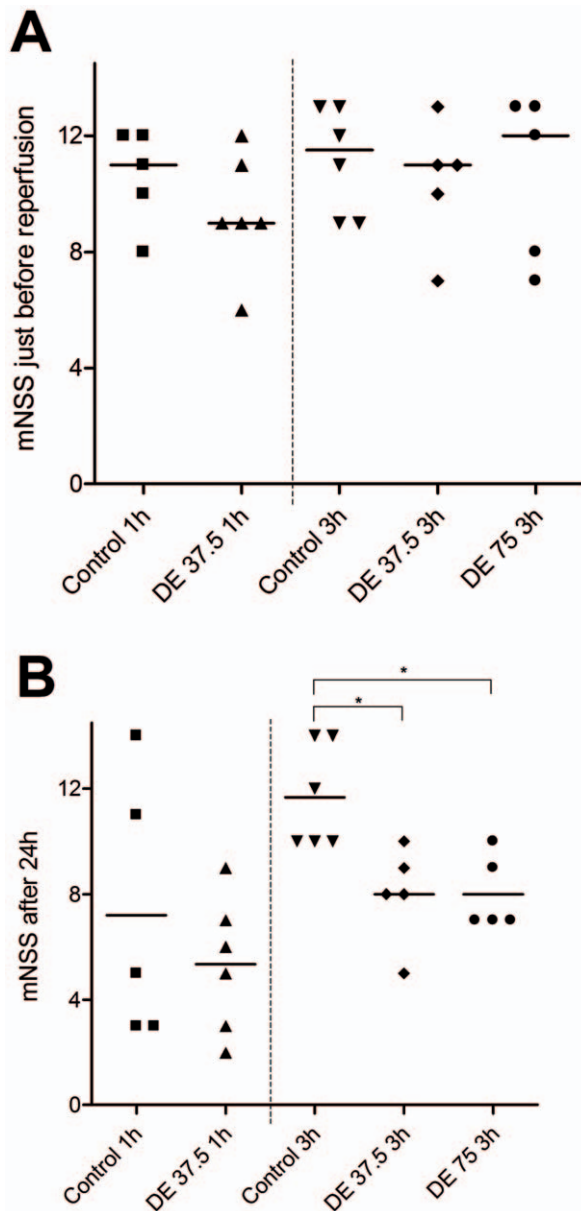 A
mNSS just before reperfusion
12
8
4
0
Control 1h
DE 37.5 1h
Control 3h
DE 37.5 3h
DE 75 3h
B
*
*
mNSS after 24h
12
8
4
0
Control 1h
DE 37.5 1h
Control 3h
DE 37.5 3h
DE 75 3h